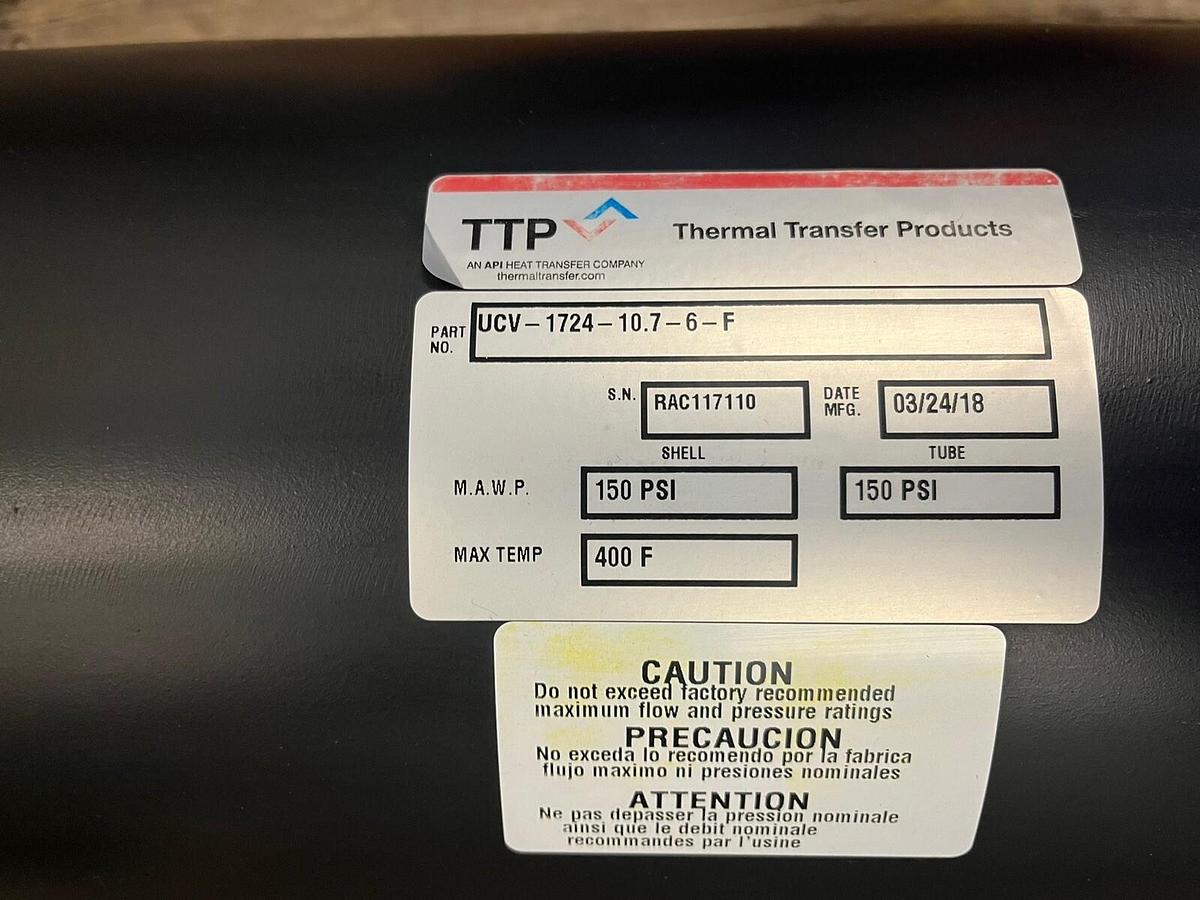 TTP
Thermal Transfer Products
AN API HEAT TRANSFER COMPANY
thermaltransfer.com
PART NO. UCV-1724-10.7-6-F
S.N. RAC117110 DATE MFG. 03/24/18
SHELL TUBE
M.A.W.P. 150 PSI 150 PSI
MAX TEMP 400 F
CAUTION
Do not exceed factory recommended
maximum flow and pressure ratings
PRECAUCION
No exceda lo recomendo por la fabrica
flujo maximo ni presiones nominales
ATTENTION
Ne pas depasser la pression nominale
ainsi que le debit nominale
recommandes par l'usine